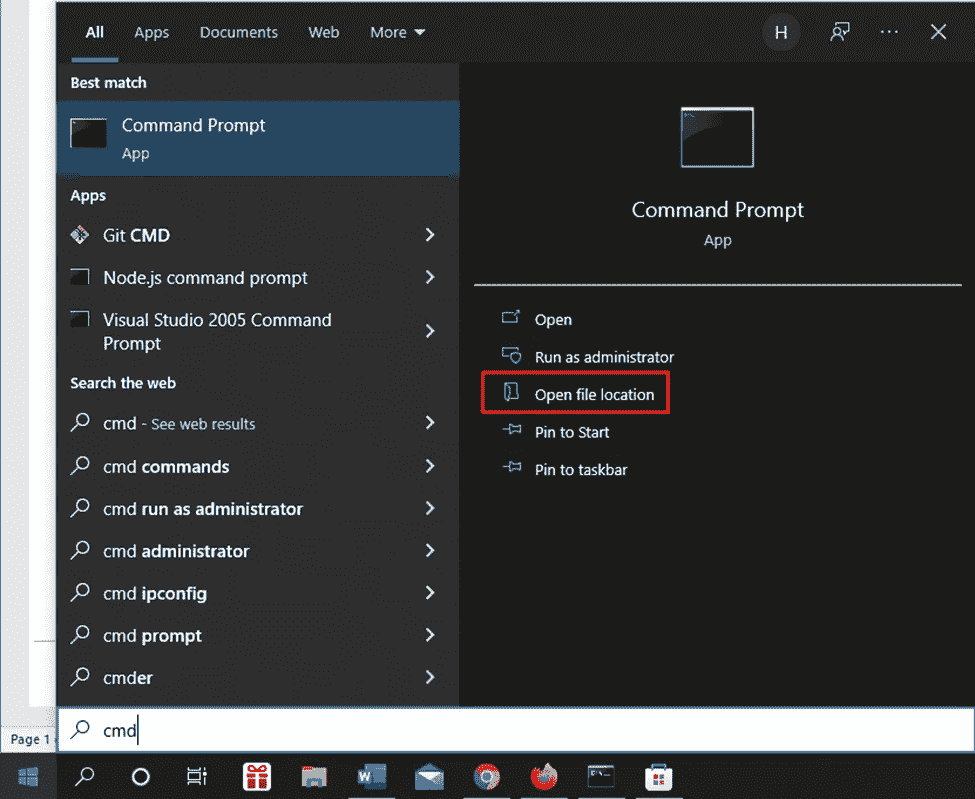 All Apps Documents Web More H
Best match
Command Prompt
App
Apps
Git CMD
Node.js command prompt
Visual Studio 2005 Command
Prompt
Search the web
cmd - See web results
cmd commands
cmd run as administrator
cmd administrator
cmd ipconfig
cmd prompt
cmder
Command Prompt
App
Open
Run as administrator
Open file location
Pin to Start
Pin to taskbar
cmd
Page 1
W